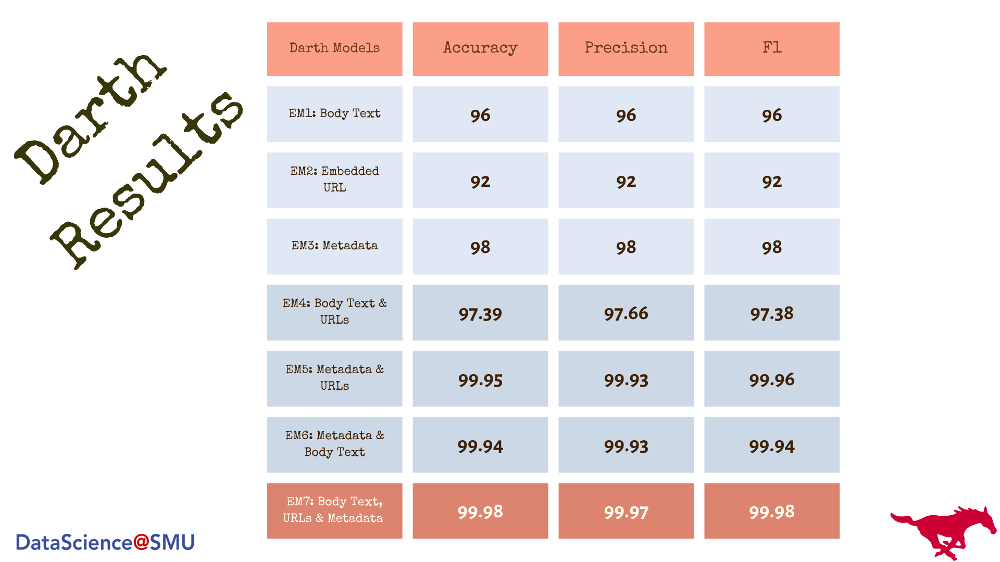 Darth
Results
Darth Models
Accuracy
Precision
F1
EM1: Body Text
96
96
96
EM2: Embedded
URL
92
92
92
EM3: Metadata
98
98
98
EM4: Body Text &
URLs
97.39
97.66
97.38
EM5: Metadata &
URLs
99.95
99.93
99.96
EM6: Metadata &
Body Text
99.94
99.93
99.94
EM7: Body Text,
URLs & Metadata
99.98
99.97
99.98
DataScience@SMU